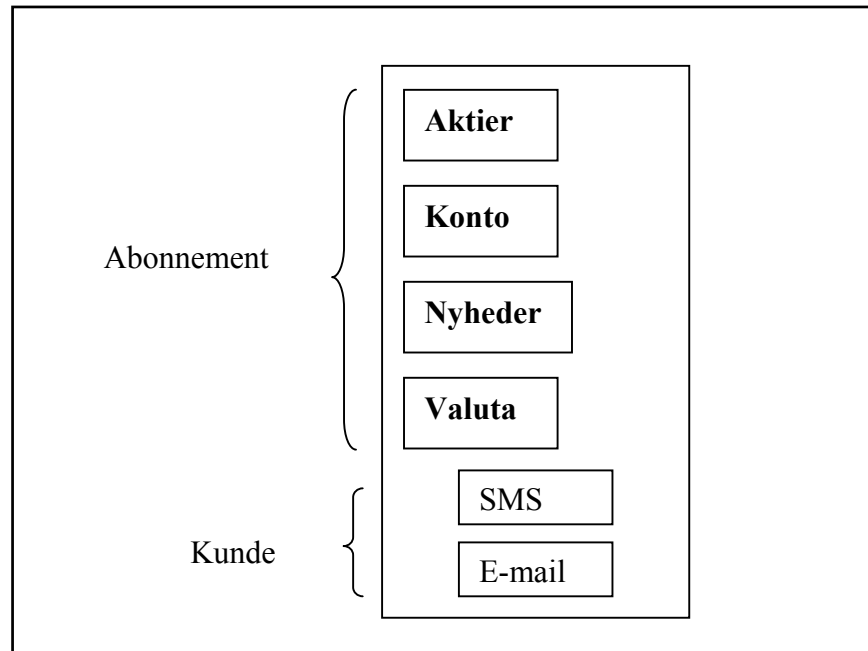 Aktier
Konto
Abonnement
Nyheder
Valuta
SMS
Kunde
E-mail